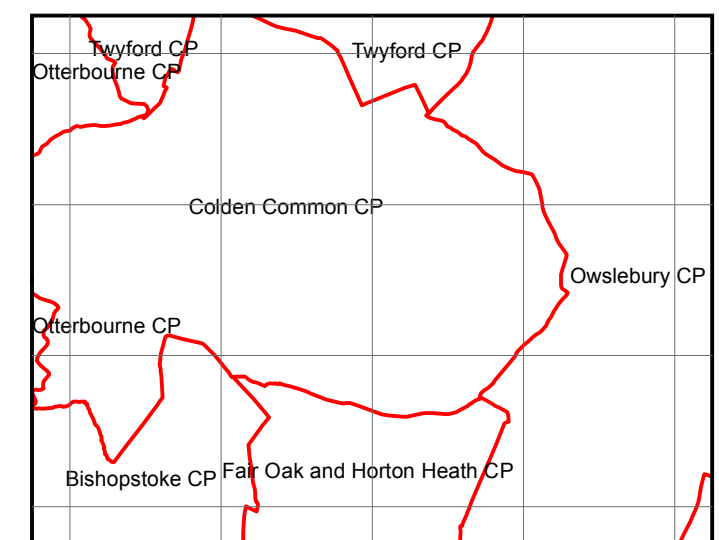 Twyford CP
Twyford CP
Otterbourne CP
Colden Common CP
Owslebury CP
Otterbourne CP
Fair Oak and Horton Heath CP
Bishopstoke CP